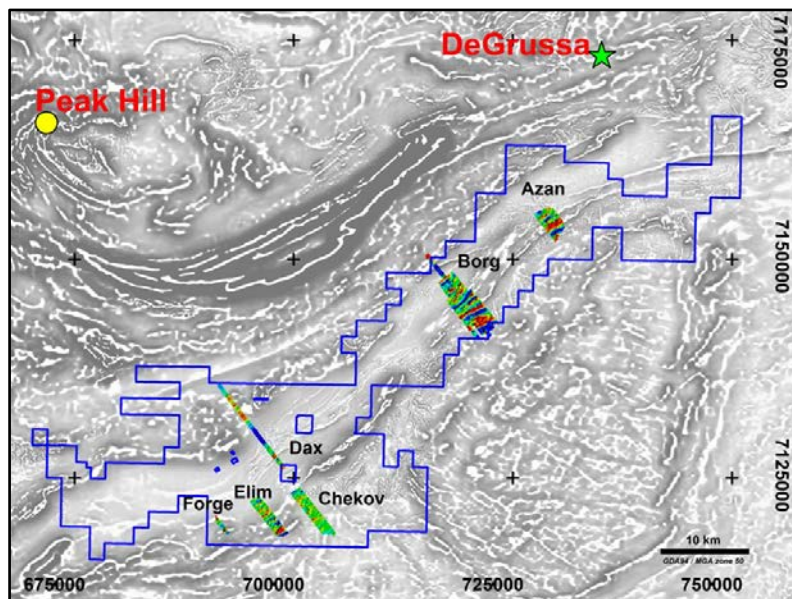 DeGrussa
7175000
Peak Hill
Azan
Borg
7150000
Dax
Elim
Chekov
Forge
7125000
10 km
GDA94 / MGA zone 50
675000
700000
725000
750000